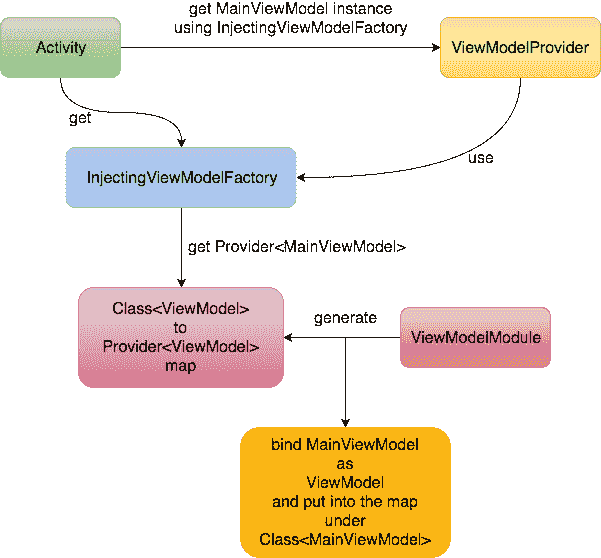 get MainViewModel instance
using InjectingViewModelFactory
Activity
ViewModelProvider
get
use
InjectingViewModelFactory
get Provider<MainViewModel>
Class<ViewModel>
to
Provider<ViewModel>
map
generate
ViewModelModule
bind MainViewModel
as
ViewModel
and put into the map
under
Class<MainViewModel>